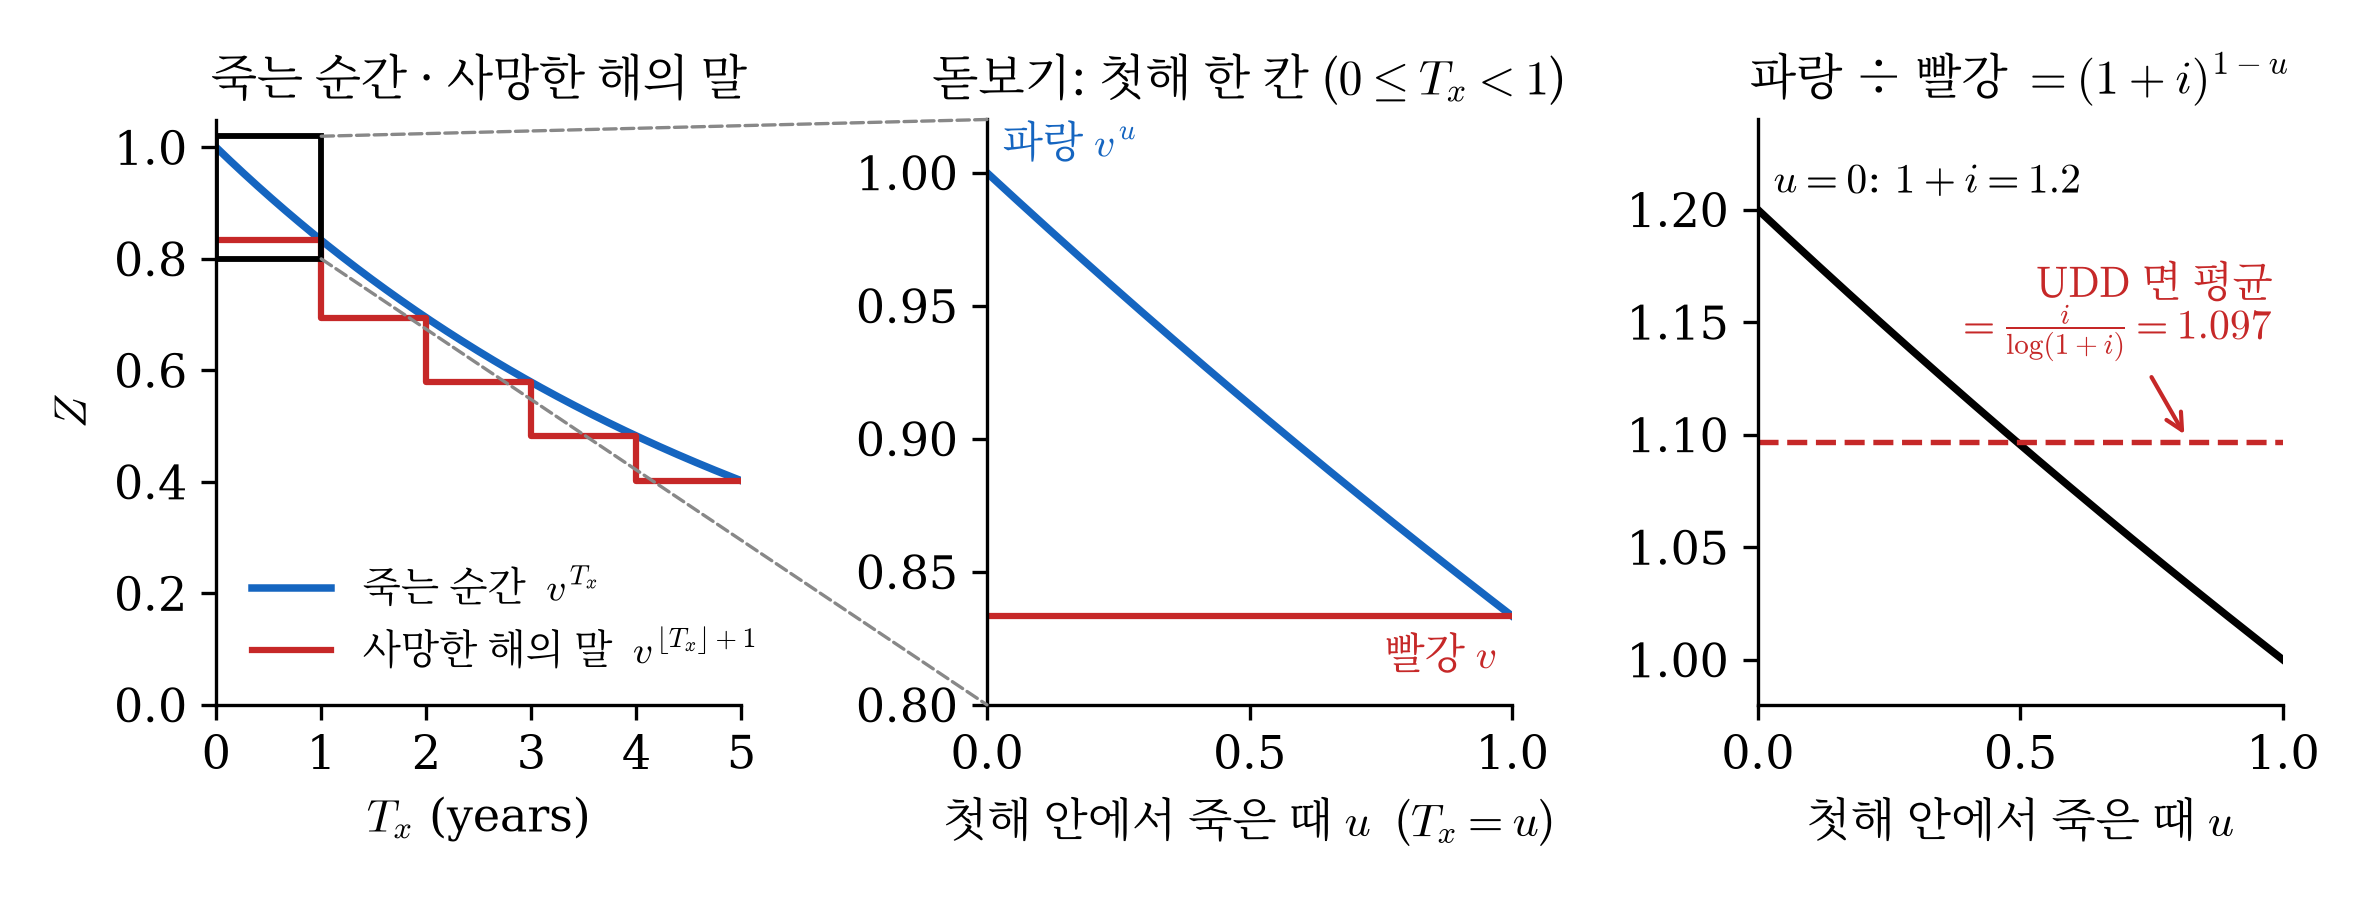 죽는 순간 · 사망한 해의 말
Z
1.0
0.8
0.6
0.4
0.2
0.0
죽는 순간 v^{T_x}
사망한 해의 말 v^{⌊T_x⌋+1}
0 1 2 3 4 5
T_x (years)
돋보기: 첫해 한 칸 (0 ≤ T_x < 1)
파랑 v^u
1.00
0.95
0.90
0.85
0.80
빨강 v
0.0 0.5 1.0
첫해 안에서 죽은 때 u (T_x = u)
파랑 ÷ 빨강 = (1 + i)^{1 − u}
u = 0: 1 + i = 1.2
1.20
1.15
1.10
1.05
1.00
UDD 면 평균
= \frac{i}{log(1 + i)} = 1.097
0.0 0.5 1.0
첫해 안에서 죽은 때 u